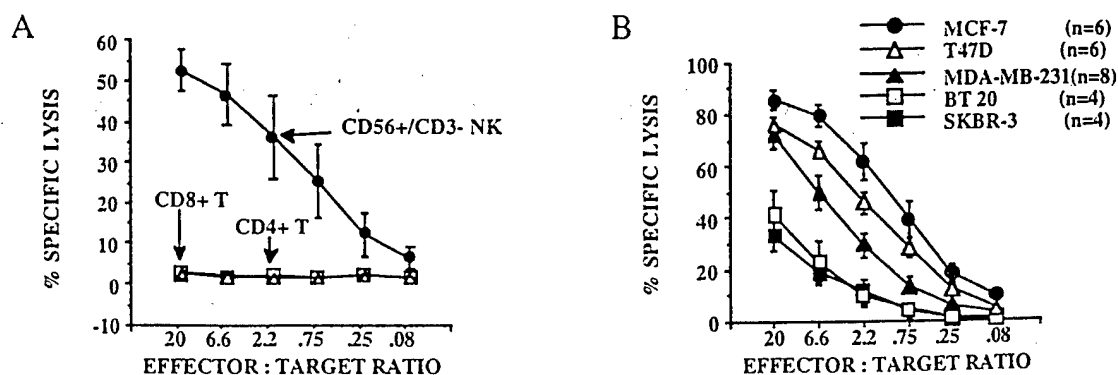 A
% SPECIFIC LYSIS
60
50
40
30
20
10
0
-10
CD56+/CD3- NK
CD8+ T
CD4+ T
20 6.6 2.2 .75 .25 .08
EFFECTOR : TARGET RATIO
B
MCF-7 (n=6)
T47D (n=6)
MDA-MB-231(n=8)
BT 20 (n=4)
SKBR-3 (n=4)
% SPECIFIC LYSIS
100
80
60
40
20
0
20 6.6 2.2 .75 .25 .08
EFFECTOR : TARGET RATIO